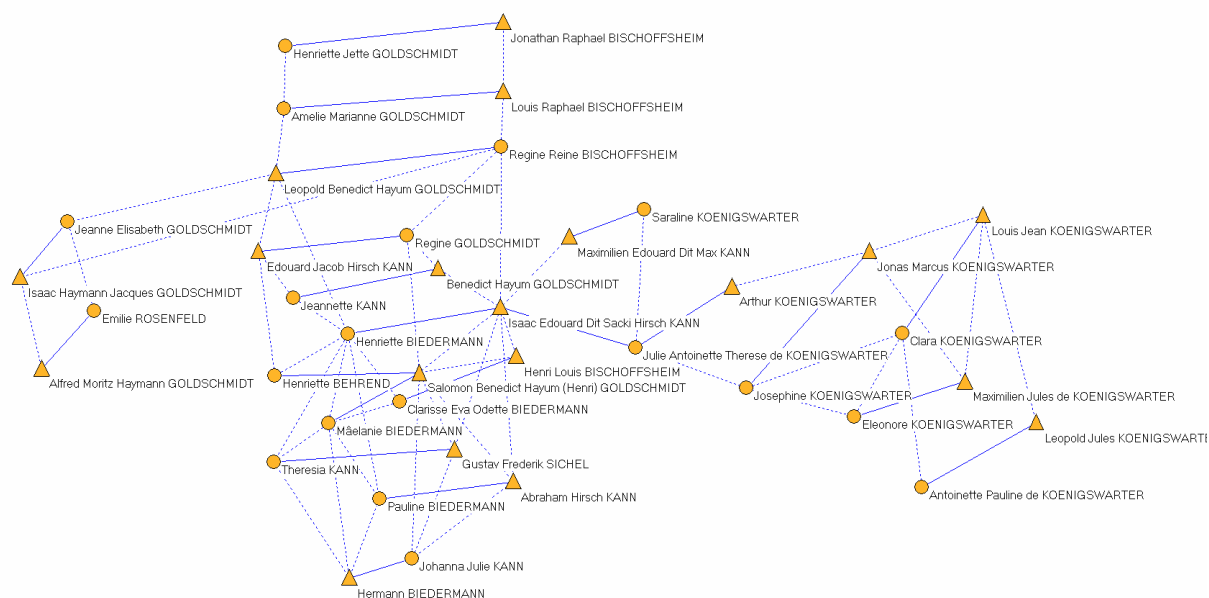 Jonathan Raphael BISCHOFFSHEIM
Henriette Jette GOLDSCHMIDT
Louis Raphael BISCHOFFSHEIM
Amelie Marianne GOLDSCHMIDT
Regine Reine BISCHOFFSHEIM
Leopold Benedict Hayum GOLDSCHMIDT
Saraline KOENIGSWARTER
Jeanne Elisabeth GOLDSCHMIDT
Louis Jean KOENIGSWARTER
Regine GOLDSCHMIDT
Maximilien Edouard Dit Max KANN
Edouard Jacob Hirsch KANN
Jonas Marcus KOENIGSWARTER
Benedict Hayum GOLDSCHMIDT
Isaac Haymann Jacques GOLDSCHMIDT
Jeannette KANN
Arthur KOENIGSWARTER
Emilie ROSENFELD
Isaac Edouard Dit Sacki Hirsch KANN
Henriette BIEDERMANN
Clara KOENIGSWARTER
Julie Antoinette Therese de KOENIGSWARTER
Henri Louis BISCHOFFSHEIM
Alfred Moritz Haymann GOLDSCHMIDT
Henriette BEHREND
Salomon Benedict Hayum (Henri) GOLDSCHMIDT
Josephine KOENIGSWARTER
Maximilien Jules de KOENIGSWARTER
Clarisse Eva Odette BIEDERMANN
Eleonore KOENIGSWARTER
Mâelanie BIEDERMANN
Leopold Jules KOENIGSWARTE
Gustav Frederik SICHEL
Theresia KANN
Antoinette Pauline de KOENIGSWARTER
Abraham Hirsch KANN
Pauline BIEDERMANN
Johanna Julie KANN
Hermann BIEDERMANN